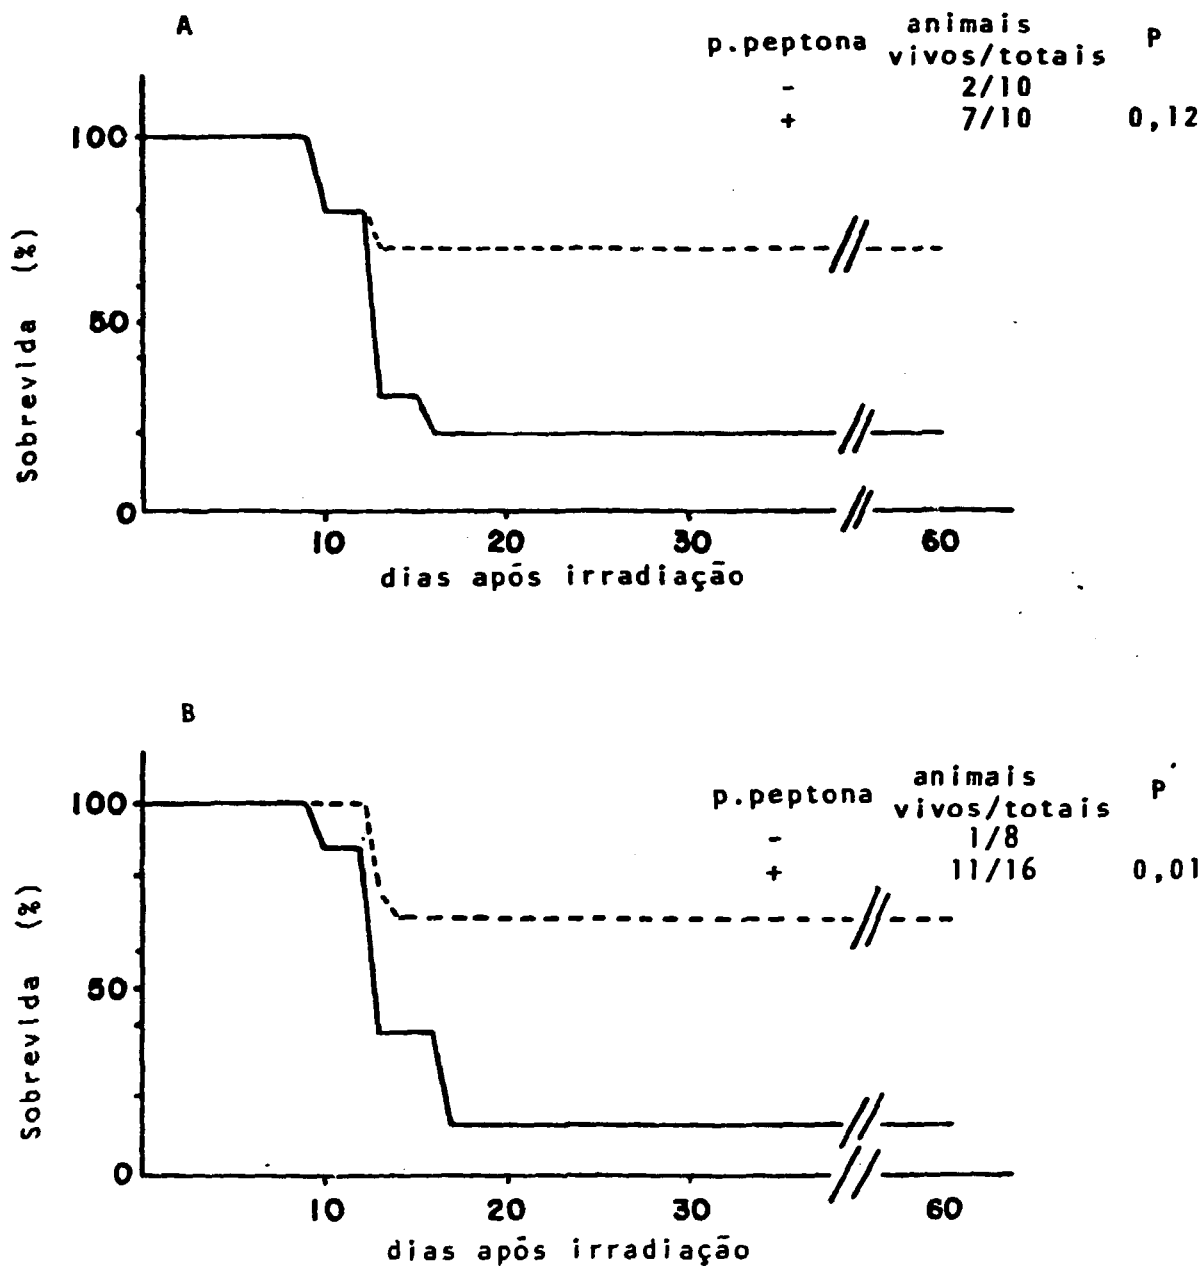 A
p.peptona animais vivos/totais P
- 2/10
+ 7/10 0,12
Sobrevida (%)
100
50
0
10 20 30 60
dias após irradiação
B
p.peptona animais vivos/totais P
- 1/8
+ 11/16 0,01
Sobrevida (%)
100
50
0
10 20 30 60
dias após irradiação